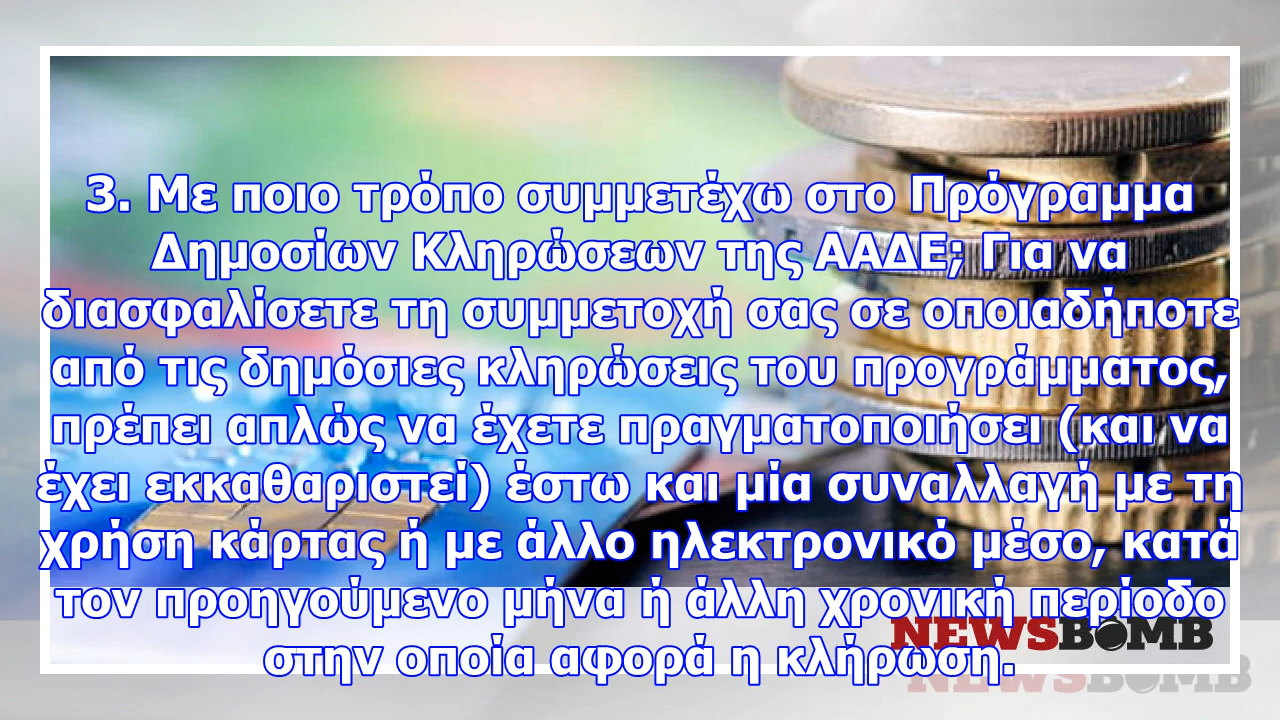 3. Με ποιο τρόπο συμμετέχω στο Πρόγραμμα
Δημοσίων Κληρώσεων της ΑΑΔΕ; Για να
διασφαλίσετε τη συμμετοχή σας σε οποιαδήποτε
από τις δημόσιες κληρώσεις του προγράμματος,
πρέπει απλώς να έχετε πραγματοποιήσει (και να
έχει εκκαθαριστεί) έστω και μία συναλλαγή με τη
χρήση κάρτας ή με άλλο ηλεκτρονικό μέσο, κατά
τον προηγούμενο μήνα ή άλλη χρονική περίοδο
στην οποία αφορά η κλήρωση.
NEWSBOMB
NEWSBOMB